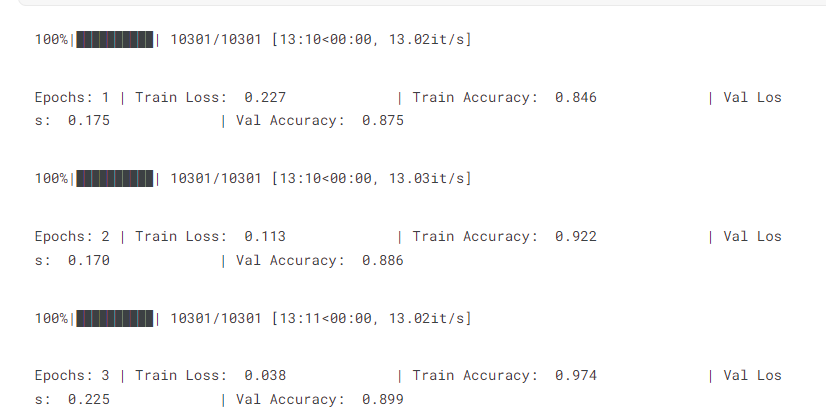 100%|██████████| 10301/10301 [13:10<00:00, 13.02it/s]
Epochs: 1 | Train Loss:  0.227             | Train Accuracy:  0.846             | Val Los
s:  0.175             | Val Accuracy:  0.875
100%|██████████| 10301/10301 [13:10<00:00, 13.03it/s]
Epochs: 2 | Train Loss:  0.113             | Train Accuracy:  0.922             | Val Los
s:  0.170             | Val Accuracy:  0.886
100%|██████████| 10301/10301 [13:11<00:00, 13.02it/s]
Epochs: 3 | Train Loss:  0.038             | Train Accuracy:  0.974             | Val Los
s:  0.225             | Val Accuracy:  0.899